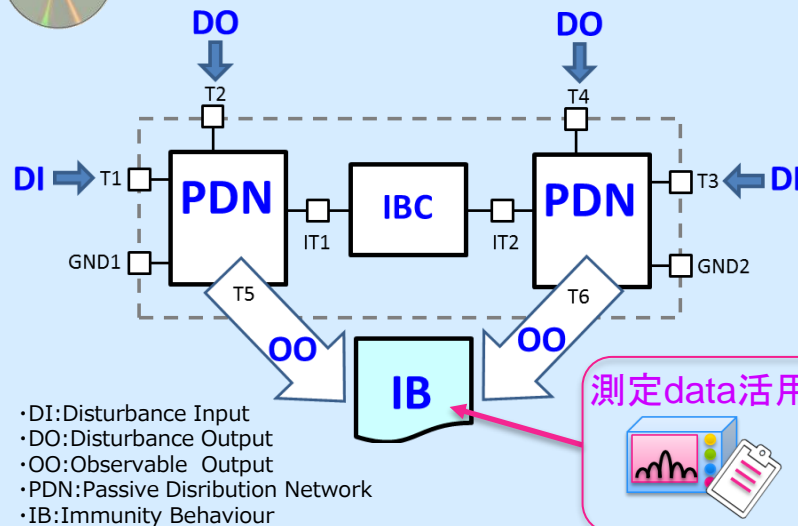 DO
DO
T2
T4
DI
T1
PDN
IBC
PDN
T3
DI
IT1
IT2
GND1
GND2
T5
T6
OO
OO
IB
測定data活用
・DI:Disturbance Input
・DO:Disturbance Output
・OO:Observable Output
・PDN:Passive Disribution Network
・IB:Immunity Behaviour